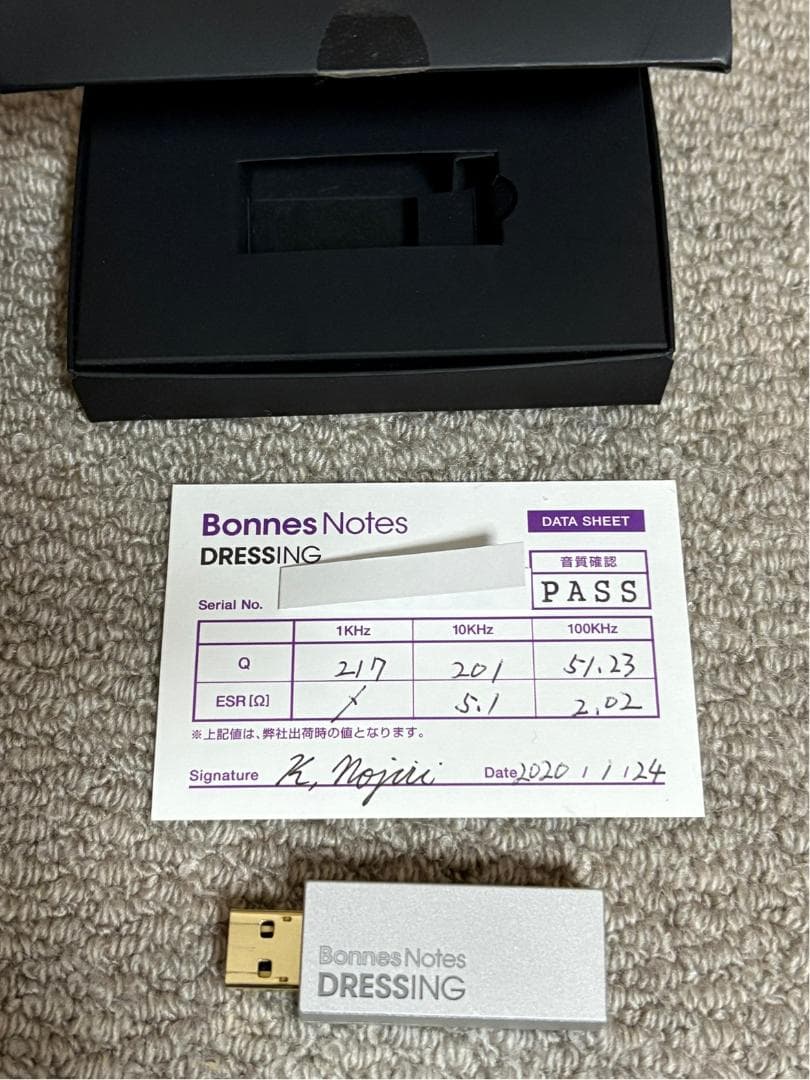 Bonnes Notes
DATA SHEET
DRESSING
音質確認
PASS
Serial No.
1KHz 10KHz 100KHz
Q 217 201 51.23
ESR [Ω] / 5.1 2.02
※上記値は、弊社出荷時の値となります。
Signature K, Nojiri Date 2020 / 1 / 24
Bonnes Notes
DRESSING